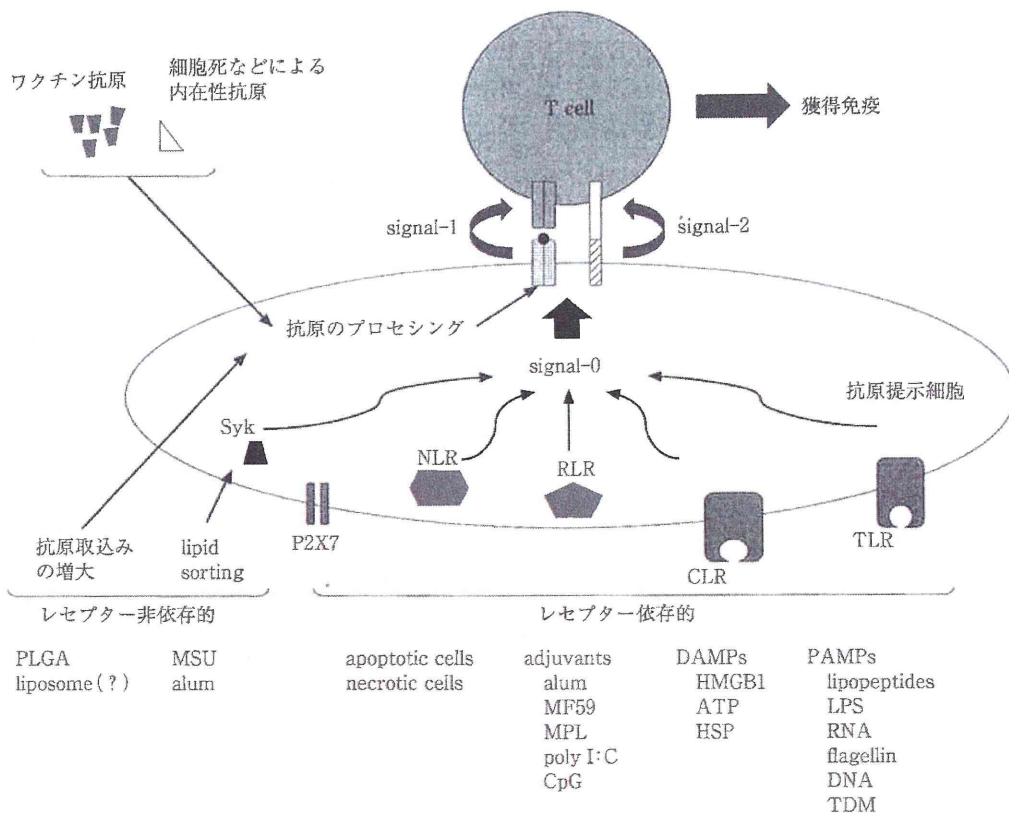 ワクチン抗原
細胞死などによる
内在性抗原
T cell
獲得免疫
signal-1
signal-2
抗原のプロセシング
signal-0
抗原提示細胞
Syk
NLR
RLR
P2X7
CLR
TLR
抗原取込み
の増大
lipid
sorting
レセプター非依存的
レセプター依存的
PLGA
liposome(?)
MSU
alum
apoptotic cells
necrotic cells
adjuvants
alum
MF59
MPL
poly I:C
CpG
DAMPs
HMGB1
ATP
HSP
PAMPs
lipopeptides
LPS
RNA
flagellin
DNA
TDM